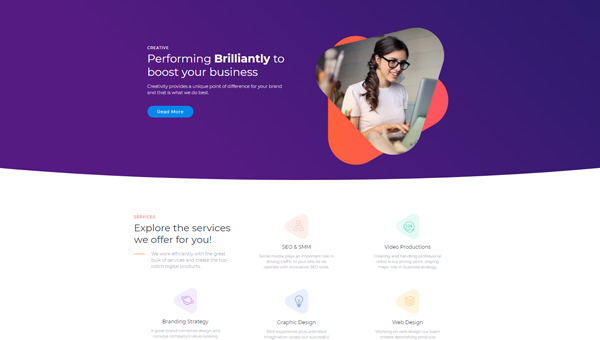 CREATIVE
Performing Brilliantly to
boost your business
Creativity provides a unique point of difference for your brand
and that is what we do best.
Read More
SERVICES
Explore the services
we offer for you!
We work efficiently with the great
bulk of services and create the top-
notch digital products.
SEO & SMM
Social media plays an important role in
driving traffic to your site, so we
operate with innovative SEO tools.
Video Productions
Creating and handling professional
video is our strong point, playing
major role in business strategy.
Branding Strategy
A great brand combines design and
conveys company's value
Graphic Design
Rich experience plus unlimited
imagination create our successful
Web Design
Working on web design our team
creates astonishing products.